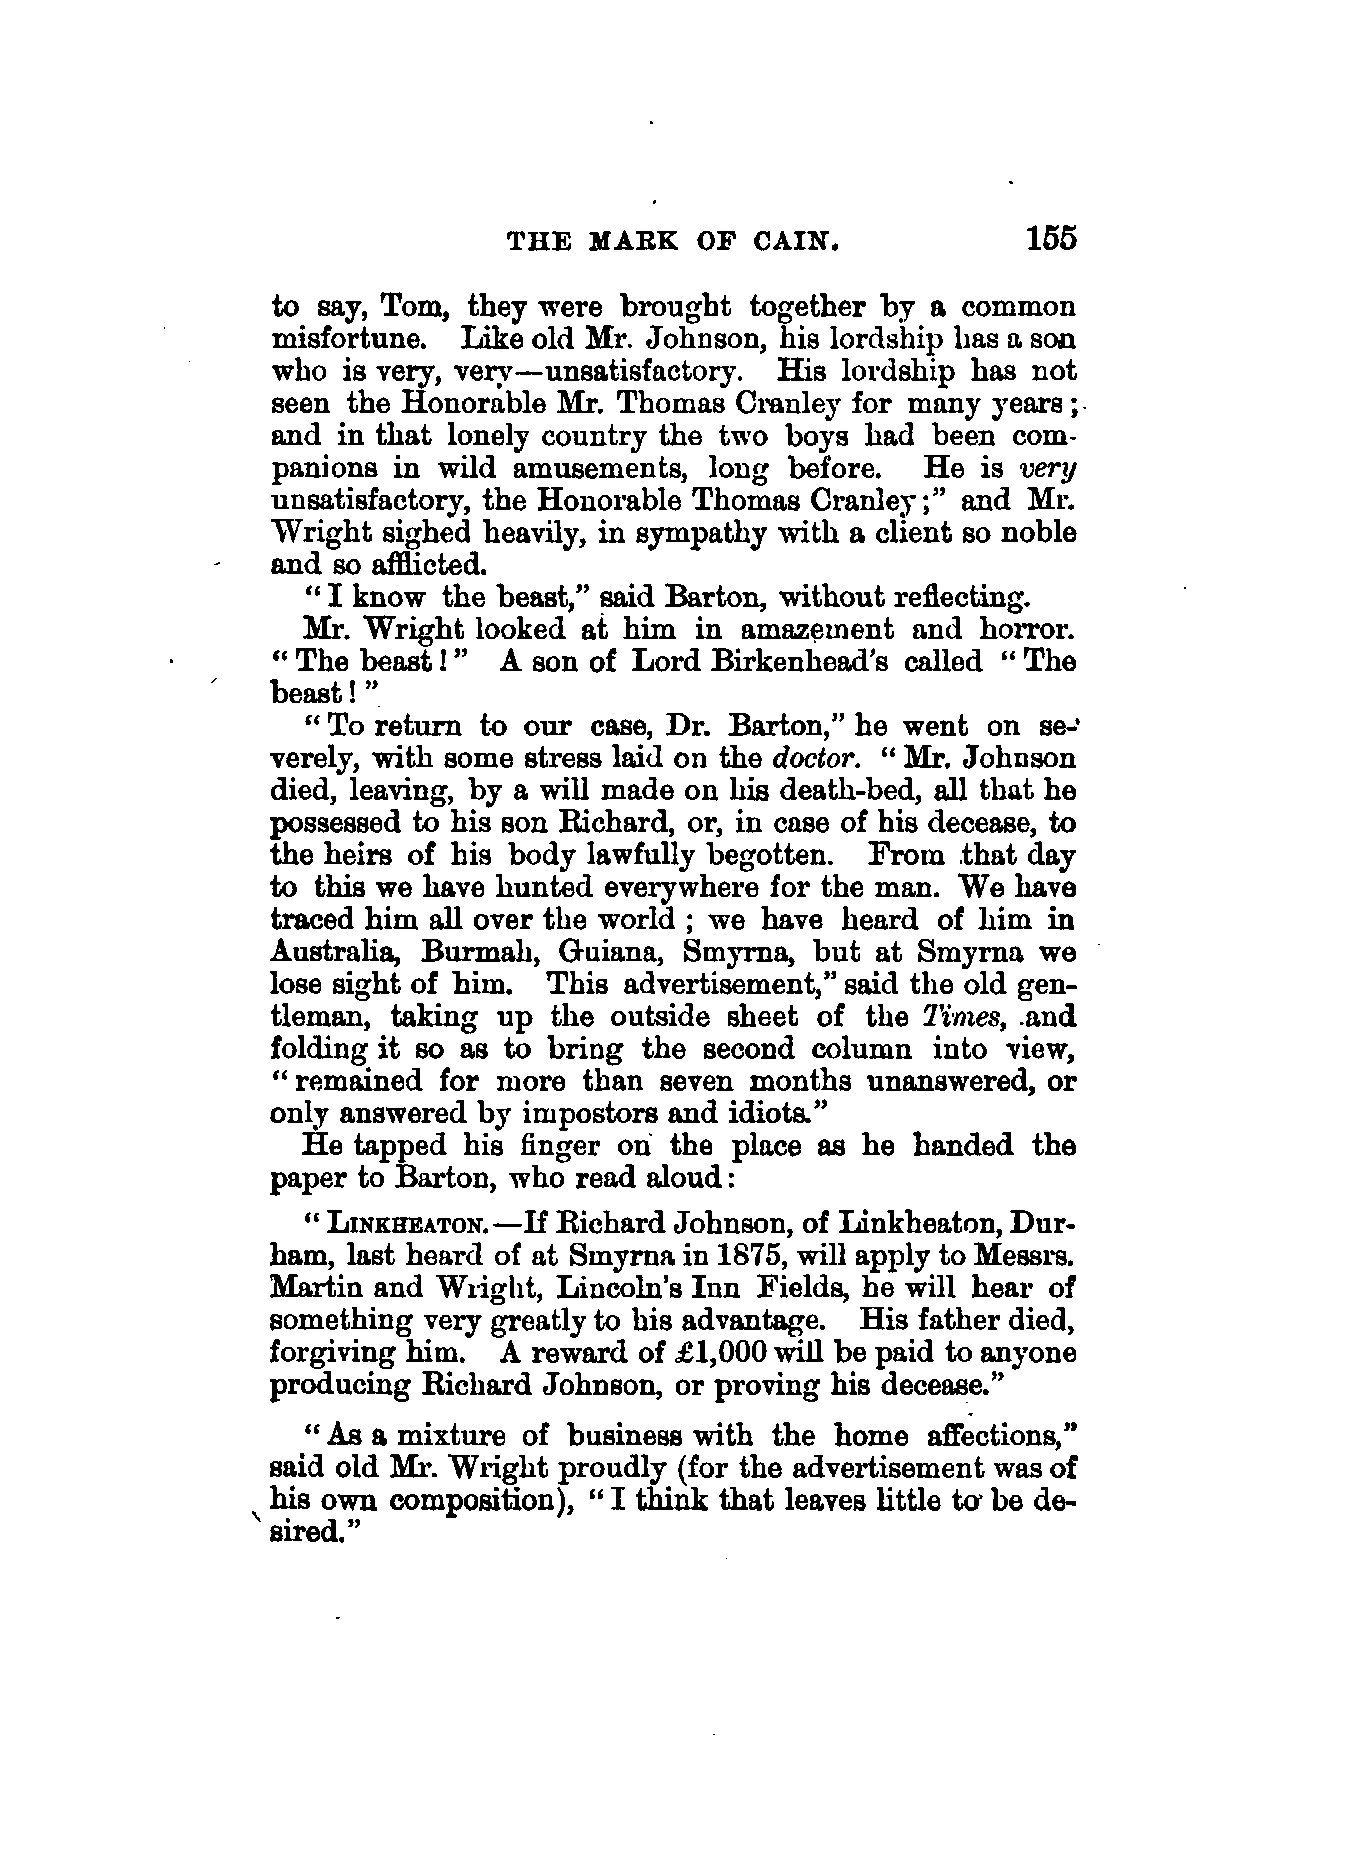 THE MARK OF CAIN. 155
to say, Tom, they were brought together by a common
misfortune. Like old Mr. Johnson, his lordship has a son
who is very, very—unsatisfactory. His lordship has not
seen the Honorable Mr. Thomas Cranley for many years;
and in that lonely country the two boys had been com-
panions in wild amusements, long before. He is very
unsatisfactory, the Honorable Thomas Cranley;” and Mr.
Wright sighed heavily, in sympathy with a client so noble
and so afflicted.
“I know the beast,” said Barton, without reflecting.
Mr. Wright looked at him in amazement and horror.
“The beast!” A son of Lord Birkenhead's called “The
beast!”
“To return to our case, Dr. Barton,” he went on se-
verely, with some stress laid on the doctor. “Mr. Johnson
died, leaving, by a will made on his death-bed, all that he
possessed to his son Richard, or, in case of his decease, to
the heirs of his body lawfully begotten. From that day
to this we have hunted everywhere for the man. We have
traced him all over the world; we have heard of him in
Australia, Burmah, Guiana, Smyrna, but at Smyrna we
lose sight of him. This advertisement,” said the old gen-
tleman, taking up the outside sheet of the Times, and
folding it so as to bring the second column into view,
“remained for more than seven months unanswered, or
only answered by impostors and idiots.”
He tapped his finger on the place as he handed the
paper to Barton, who read aloud:
“LINKHEATON.—If Richard Johnson, of Linkheaton, Dur-
ham, last heard of at Smyrna in 1875, will apply to Messrs.
Martin and Wright, Lincoln's Inn Fields, he will hear of
something very greatly to his advantage. His father died,
forgiving him. A reward of £1,000 will be paid to anyone
producing Richard Johnson, or proving his decease.”
“As a mixture of business with the home affections,”
said old Mr. Wright proudly (for the advertisement was of
his own composition), “I think that leaves little to be de-
sired.”